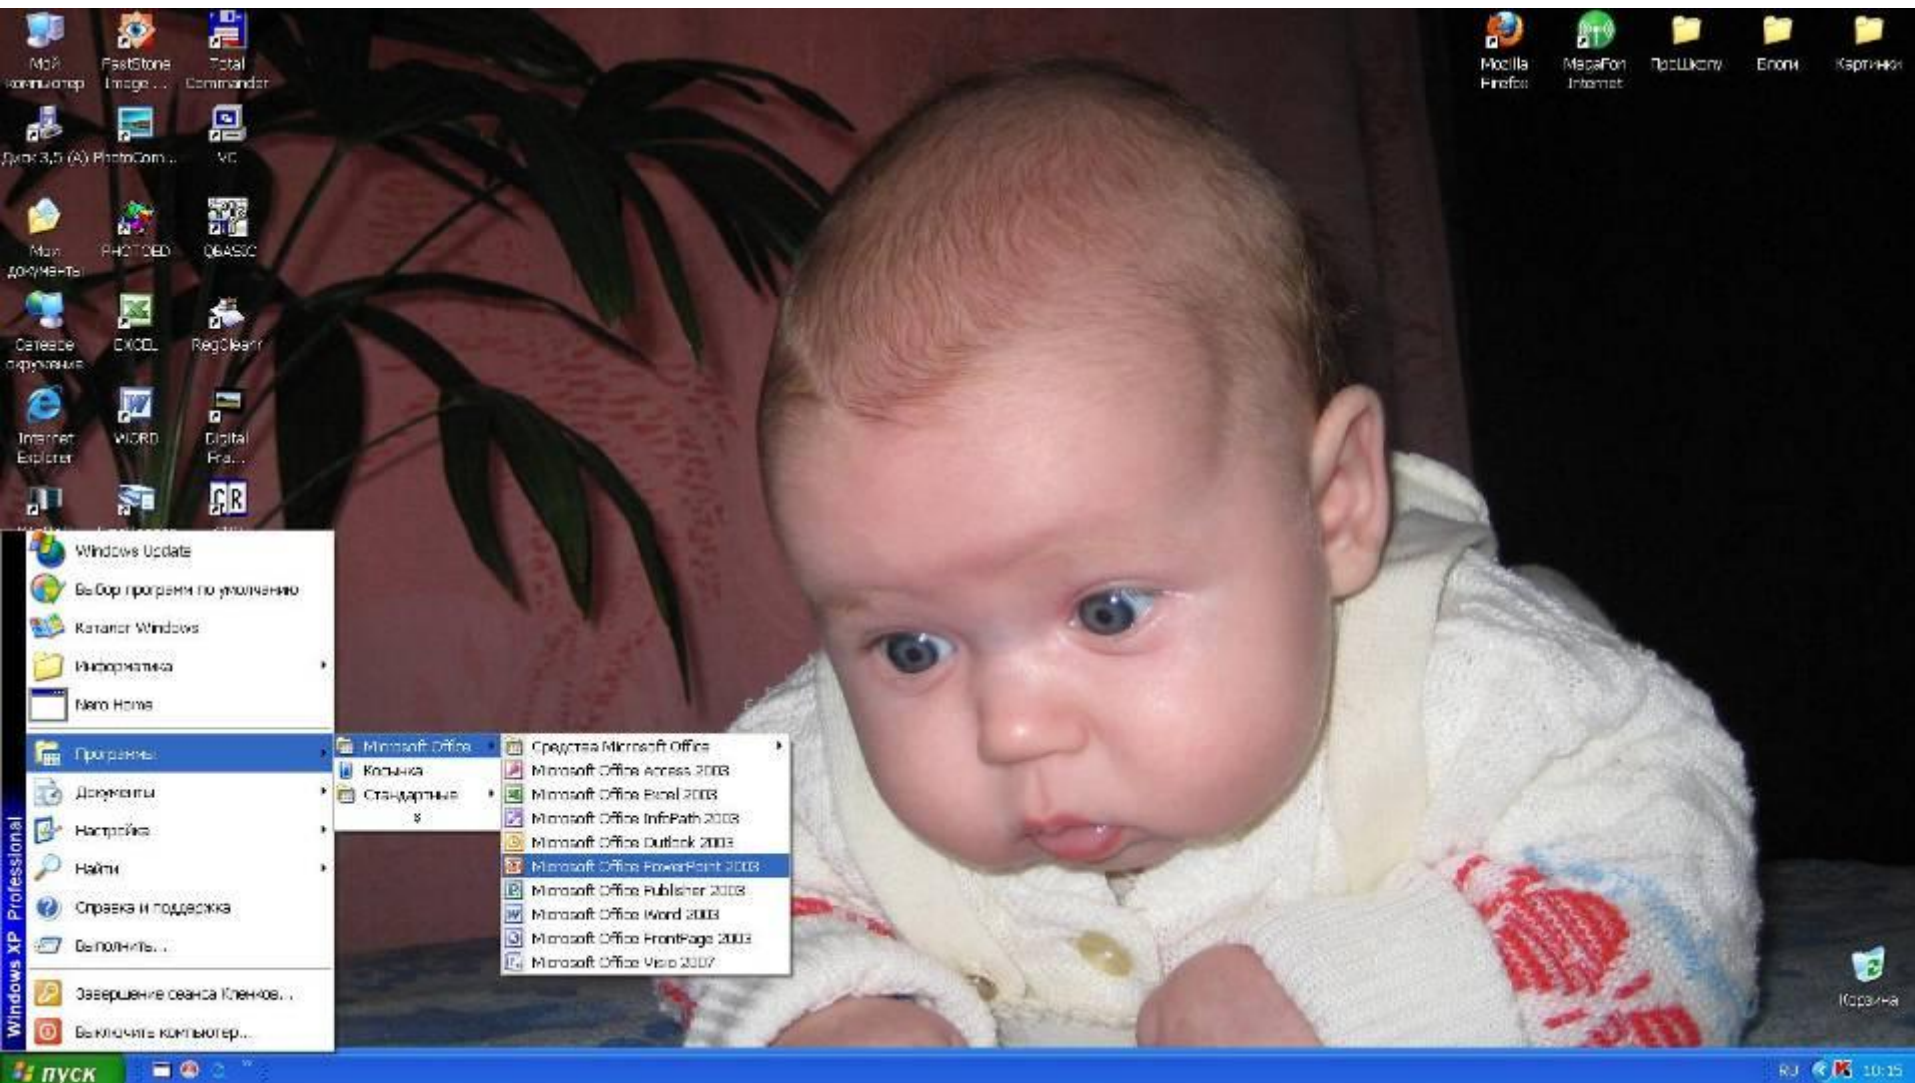 Мой
компьютер
FastStone
Image ...
Total
Commander
Mozilla
Firefox
MegaFon
Internet
ПроШколу
Блоги
Картинки
Диск 3,5 (A)
PhotoCom...
VC
Мои
документы
PHOTOED
QBASIC
Сетевое
окружение
EXCEL
RegCleanr
Internet
Explorer
WORD
Digital
Fra...
Windows Update
Выбор программ по умолчанию
Каталог Windows
Информатика
Nero Home
Программы
Документы
Настройка
Найти
Справка и поддержка
Выполнить...
Завершение сеанса Кленков...
Выключить компьютер...
Windows XP Professional
Microsoft Office
Косынка
Стандартные
Средства Microsoft Office
Microsoft Office Access 2003
Microsoft Office Excel 2003
Microsoft Office InfoPath 2003
Microsoft Office Outlook 2003
Microsoft Office PowerPoint 2003
Microsoft Office Publisher 2003
Microsoft Office Word 2003
Microsoft Office FrontPage 2003
Microsoft Office Visio 2007
Корзина
пуск
RU
10:15